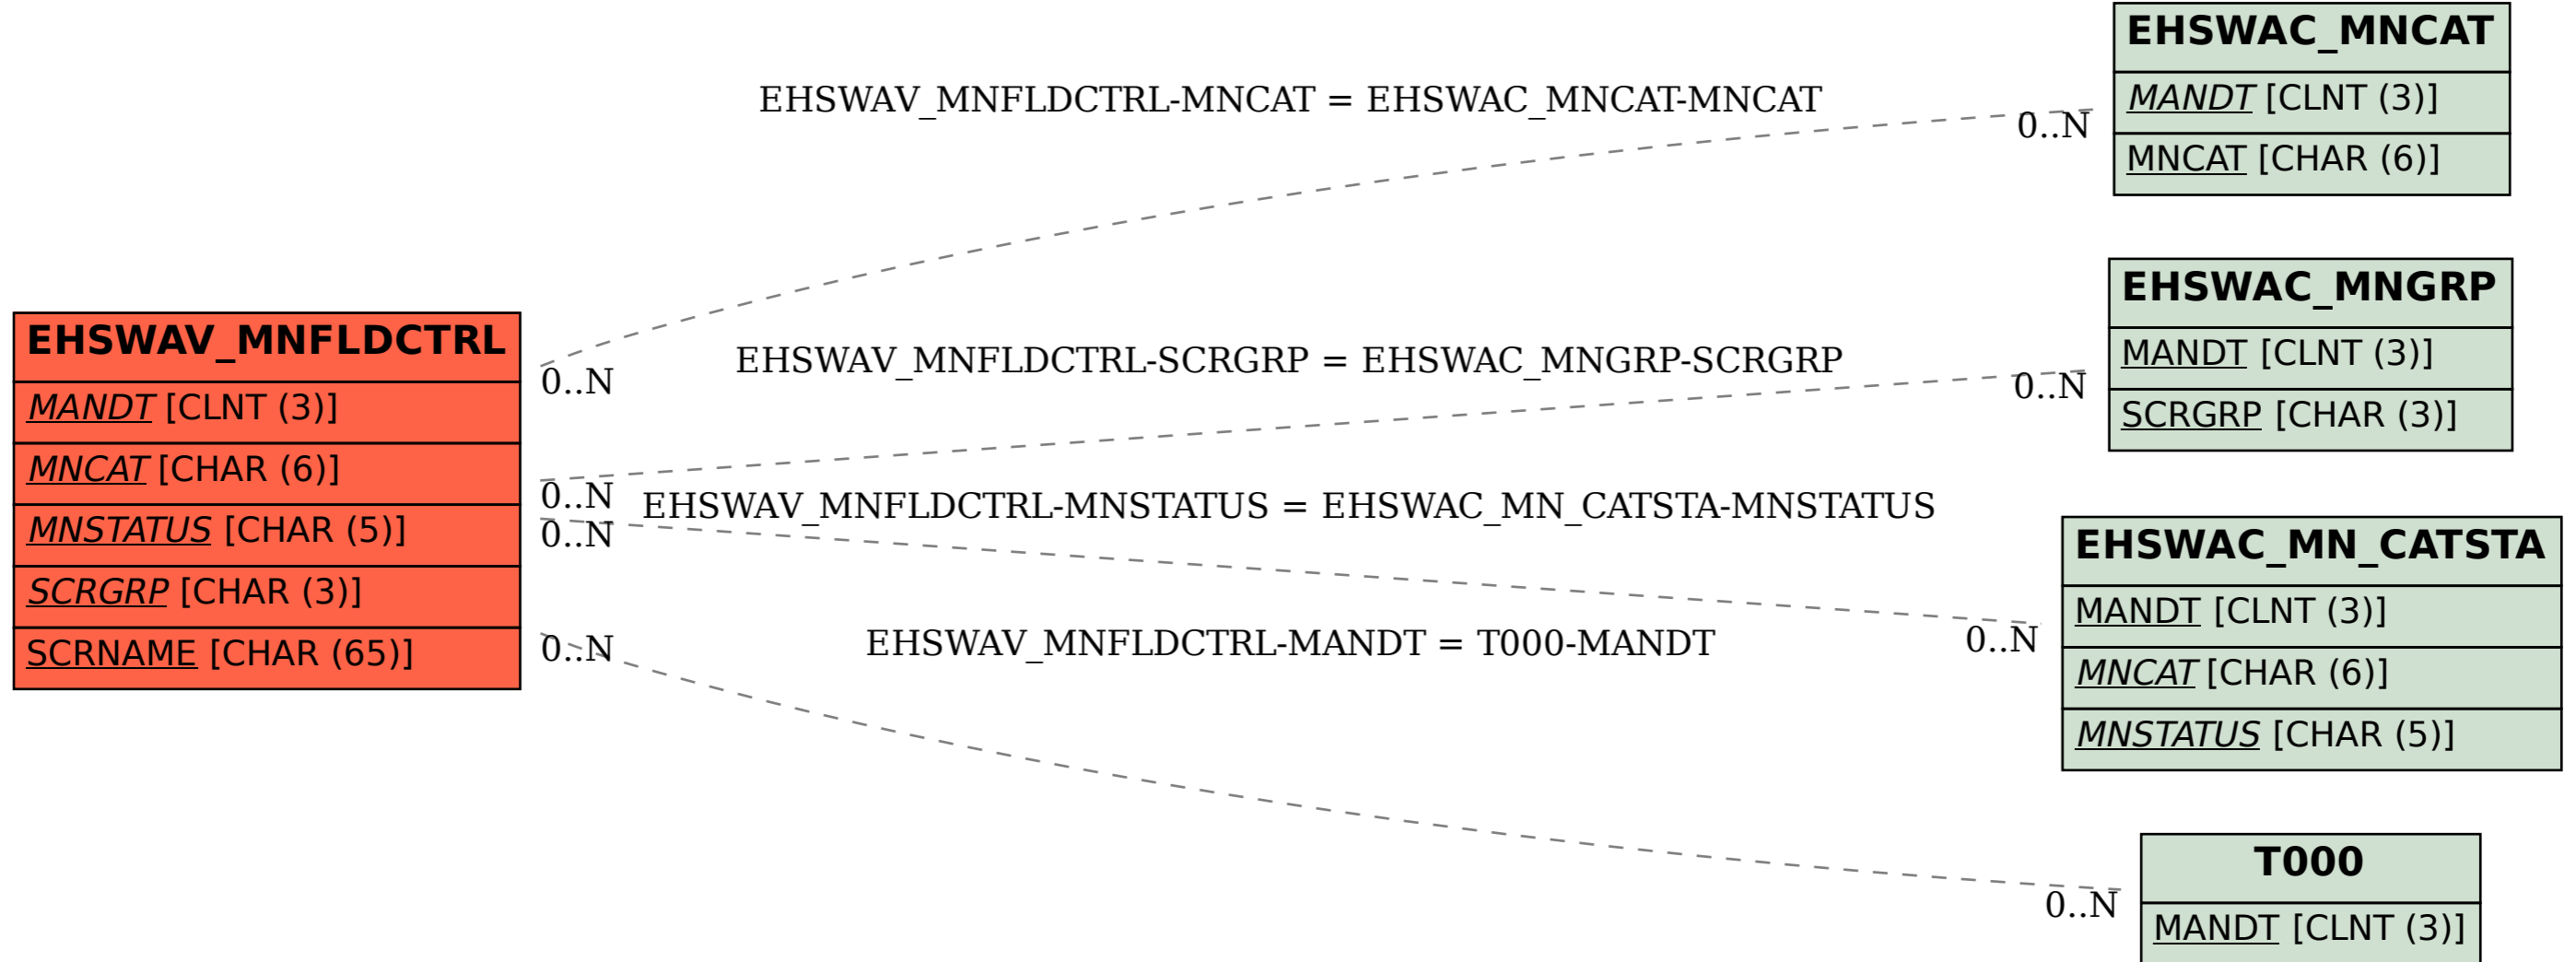 EHSWAV_MNFLDCTRL
MANDT [CLNT (3)]
MNCAT [CHAR (6)]
MNSTATUS [CHAR (5)]
SCRGRP [CHAR (3)]
SCRNAME [CHAR (65)]
EHSWAV_MNFLDCTRL-MNCAT = EHSWAC_MNCAT-MNCAT
0..N
0..N
EHSWAV_MNFLDCTRL-SCRGRP = EHSWAC_MNGRP-SCRGRP
0..N
0..N
EHSWAV_MNFLDCTRL-MNSTATUS = EHSWAC_MN_CATSTA-MNSTATUS
0..N
0..N
EHSWAV_MNFLDCTRL-MANDT = T000-MANDT
0..N
0..N
EHSWAC_MNCAT
MANDT [CLNT (3)]
MNCAT [CHAR (6)]
EHSWAC_MNGRP
MANDT [CLNT (3)]
SCRGRP [CHAR (3)]
EHSWAC_MN_CATSTA
MANDT [CLNT (3)]
MNCAT [CHAR (6)]
MNSTATUS [CHAR (5)]
T000
MANDT [CLNT (3)]